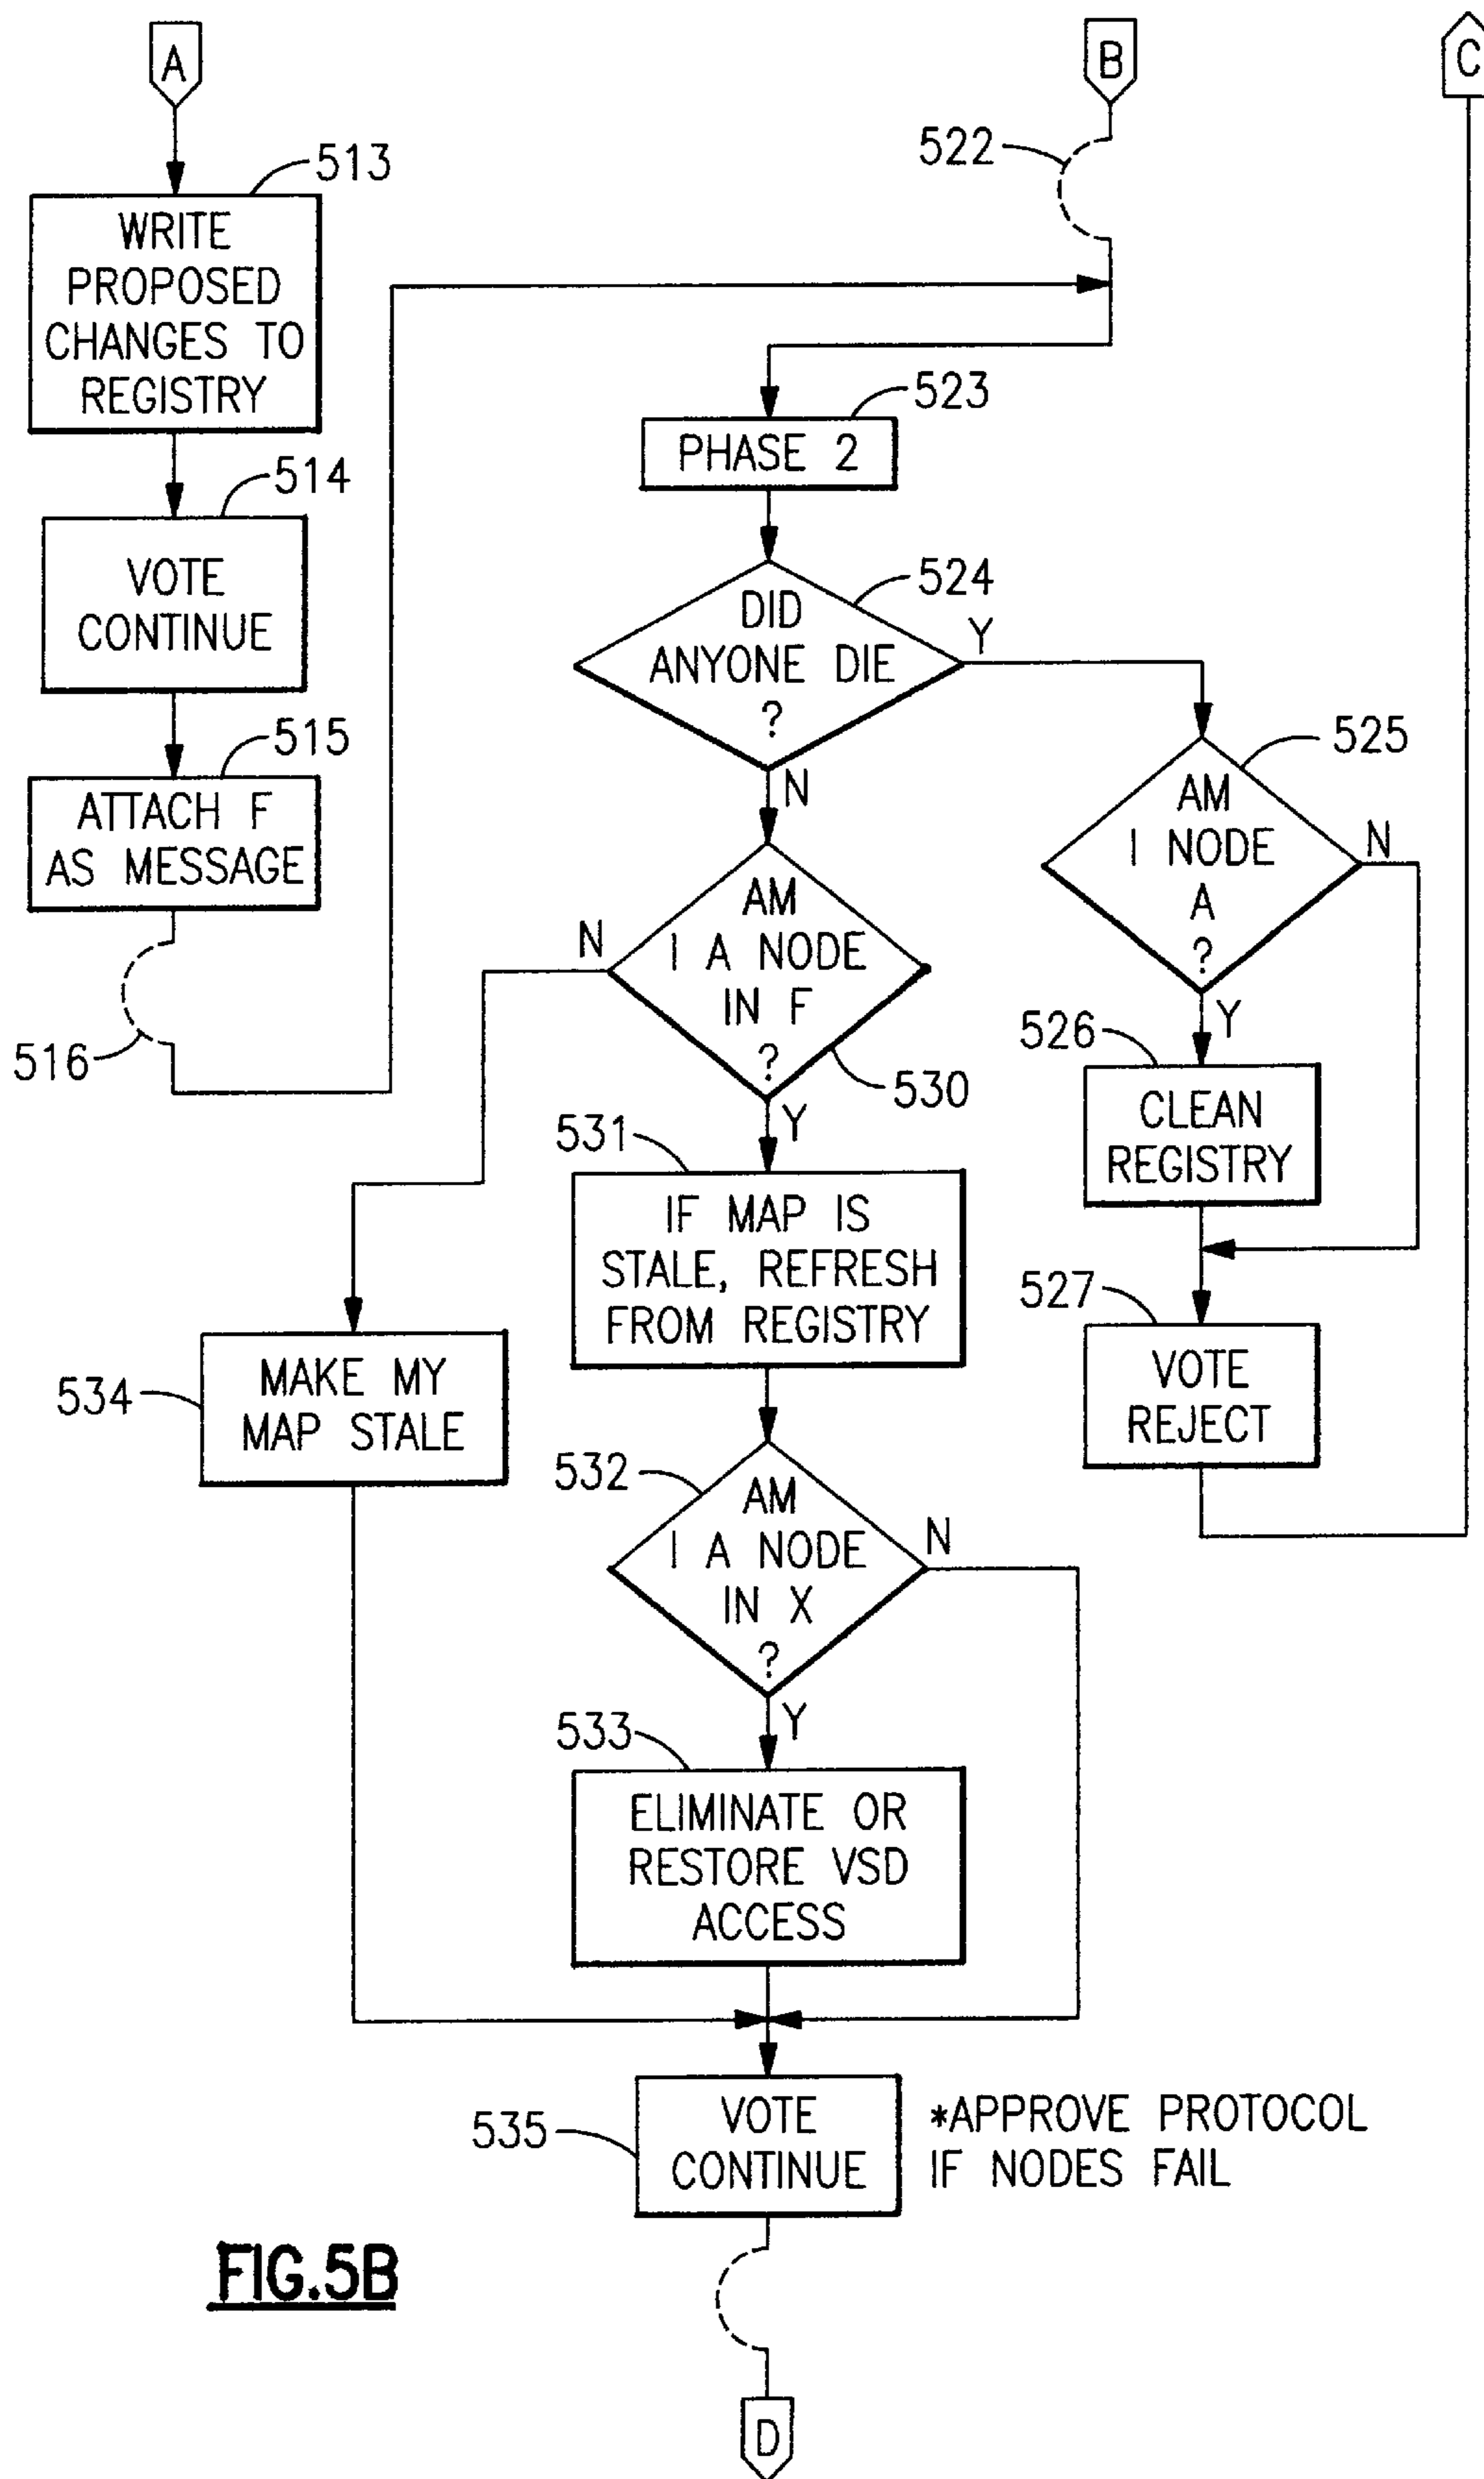 A
B
C
513
522
WRITE
PROPOSED
CHANGES TO
REGISTRY
514
VOTE
CONTINUE
515
ATTACH F
AS MESSAGE
516
523
PHASE 2
524
DID
ANYONE DIE
?
Y
N
525
AM
I NODE
A
?
N
Y
526
CLEAN
REGISTRY
527
VOTE
REJECT
AM
I A NODE
IN F
?
N
530
Y
531
IF MAP IS
STALE, REFRESH
FROM REGISTRY
534
MAKE MY
MAP STALE
532
AM
I A NODE
IN X
?
N
Y
533
ELIMINATE OR
RESTORE VSD
ACCESS
535
VOTE
CONTINUE
*APPROVE PROTOCOL
IF NODES FAIL
FIG.5B
D